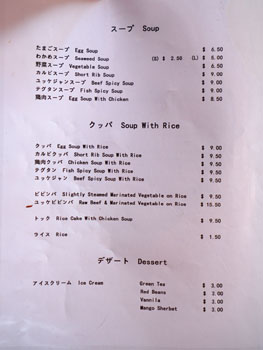 スープ Soup
たまごスープ Egg Soup $ 6.50
わかめスープ Seaweed Soup (S) $ 3.50 (L) $ 6.00
野菜スープ Vegetable Soup $ 6.50
カルビスープ Short Rib Soup $ 9.00
ユッケジャンスープ Beef Spicy Soup $ 9.00
テグタンスープ Fish Spicy Soup $ 9.00
鶏肉スープ Egg Soup With Chicken $ 8.50
クッパ Soup With Rice
クッパ Egg Soup With Rice $ 9.00
カルビクッパ Short Rib Soup With Rice $ 9.50
鶏肉クッパ Egg Soup With Chicken With Rice $ 9.00
テグタン Fish Spicy Soup With Rice $ 9.50
ユッケジャン Beef Spicy Soup With Rice $ 9.50
ビビンバ Slightly Steamed Marinated Vegetable on Rice $ 9.50
ユッケビビンバ Raw Beef & Marinated Vegetable on Rice $ 15.50
トック Rice Cake With Chicken Soup $ 9.50
ライス Rice $ 1.50
デザート Dessert
アイスクリーム Ice Cream Green Tea $ 3.00
Red Beans $ 3.00
Vannila $ 3.00
Mango Sherbet $ 3.00